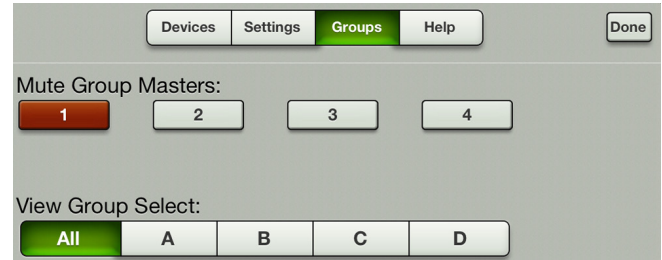 Devices Settings Groups Help Done
Mute Group Masters:
1 2 3 4
View Group Select:
All A B C D